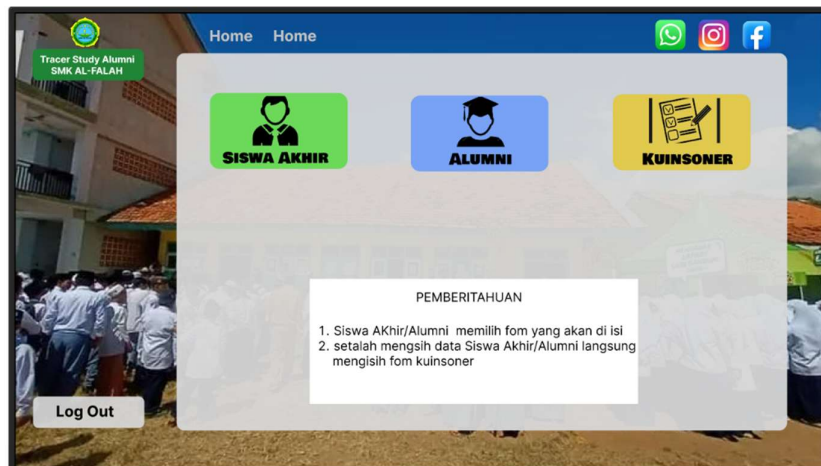 Home Home
Tracer Study Alumni
SMK AL-FALAH
SISWA AKHIR
ALUMNI
KUINSONER
PEMBERITAHUAN
1. Siswa AKhir/Alumni memilih fom yang akan di isi
2. setalah mengsih data Siswa Akhir/Alumni langsung
mengisih fom kuinsoner
Log Out